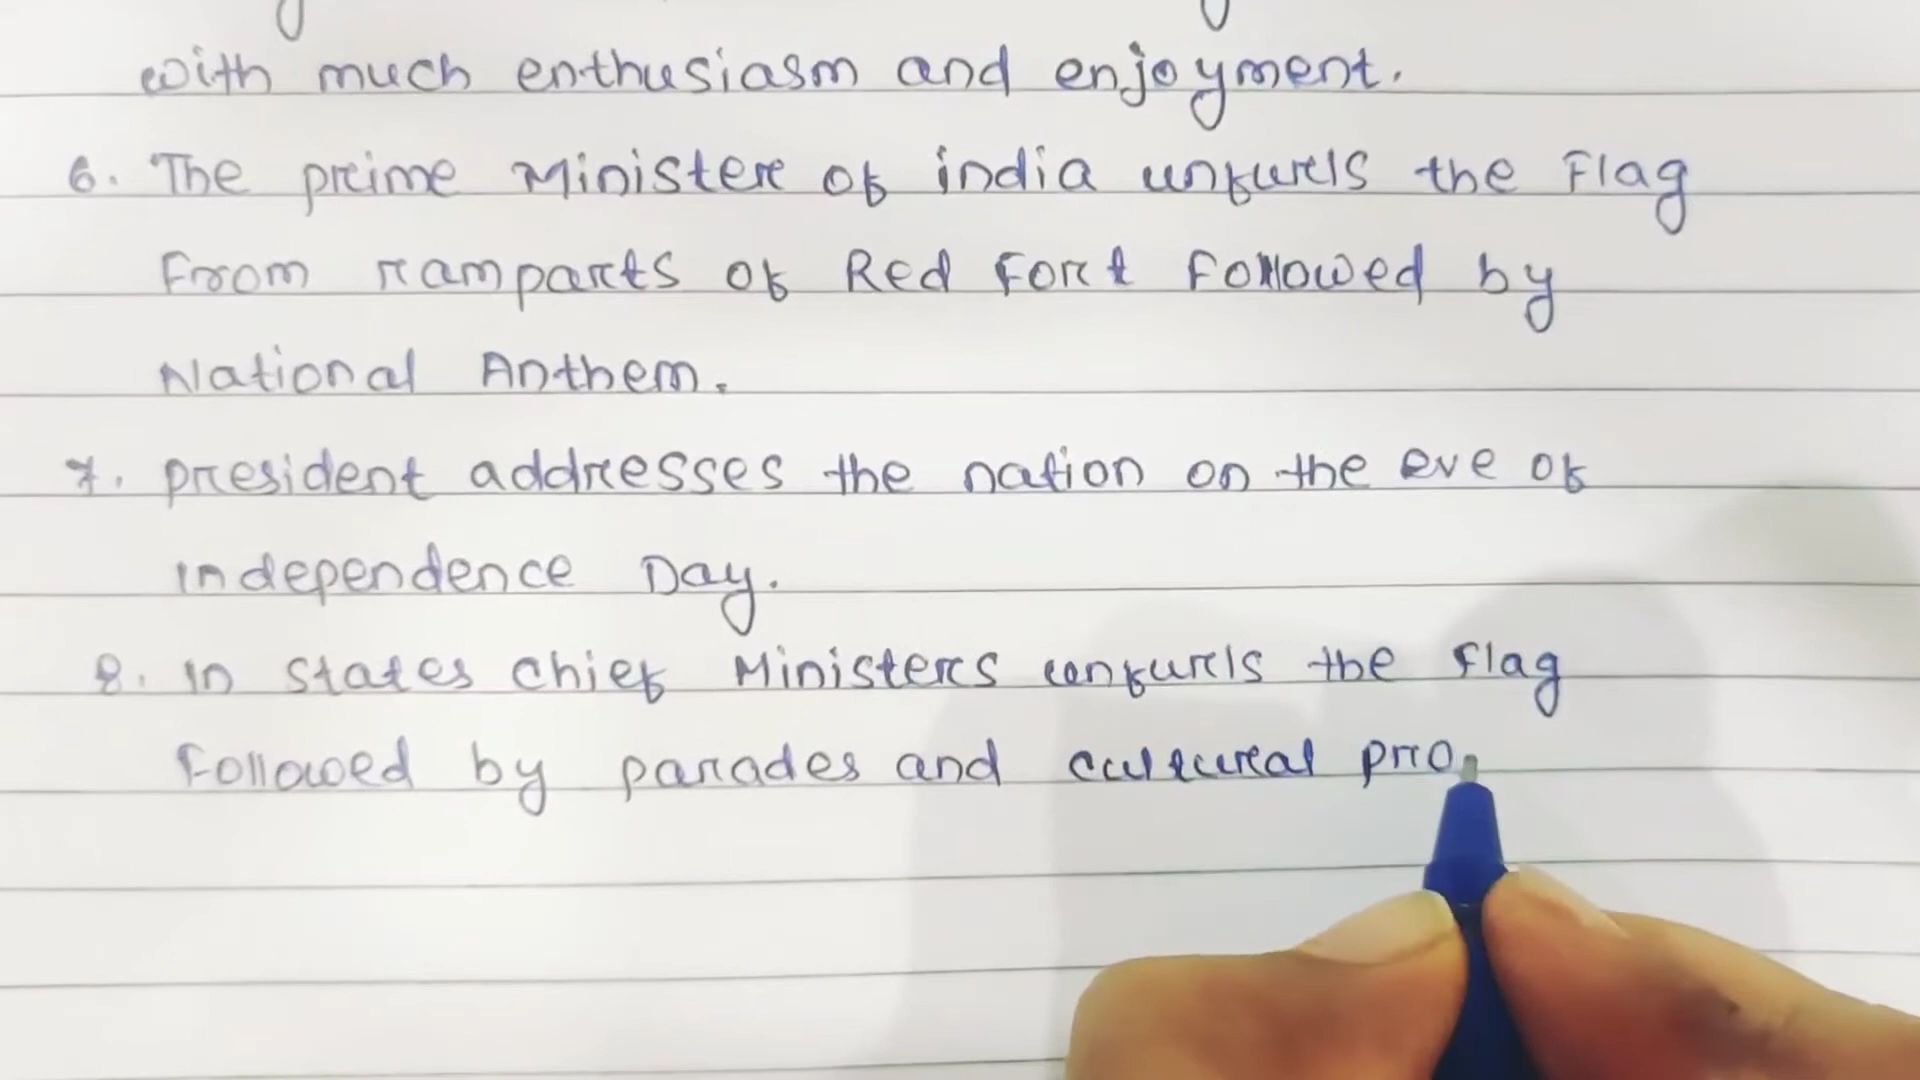 with much enthusiasm and enjoyment.
6. The prime Minister of india unfurls the Flag
From ramparts of Red Fort Followed by
National Anthem.
7. president addresses the nation on the eve of
independence Day.
8. in states chief Ministers unfurls the Flag
Followed by parades and cultural pro